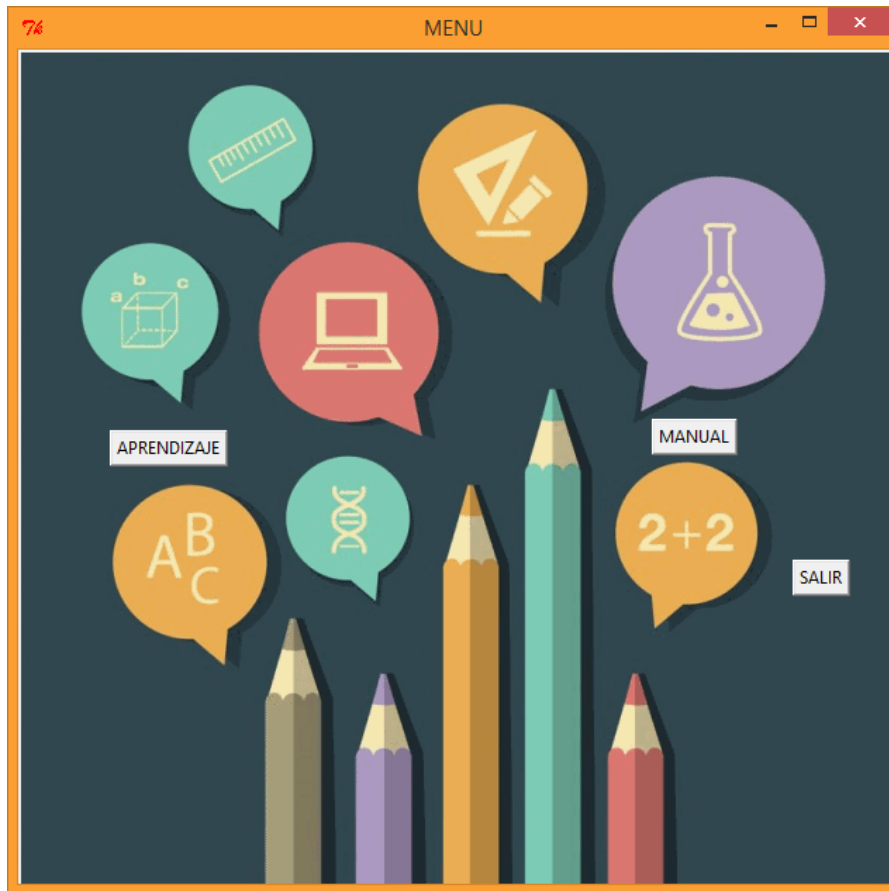 MENU
a b c
APRENDIZAJE
MANUAL
A B C
2+2
SALIR